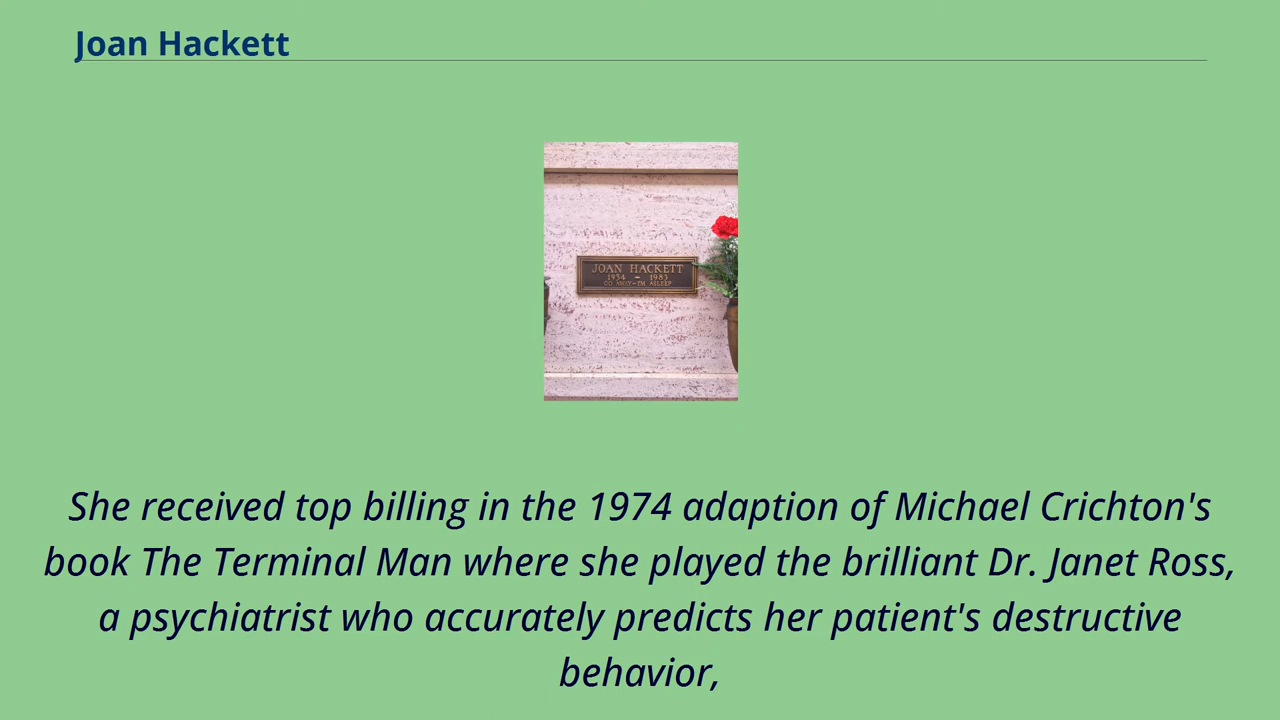 Joan Hackett
JOAN HACKETT
1934 - 1983
GO AWAY-I'M ASLEEP
She received top billing in the 1974 adaption of Michael Crichton's
book The Terminal Man where she played the brilliant Dr. Janet Ross,
a psychiatrist who accurately predicts her patient's destructive
behavior,